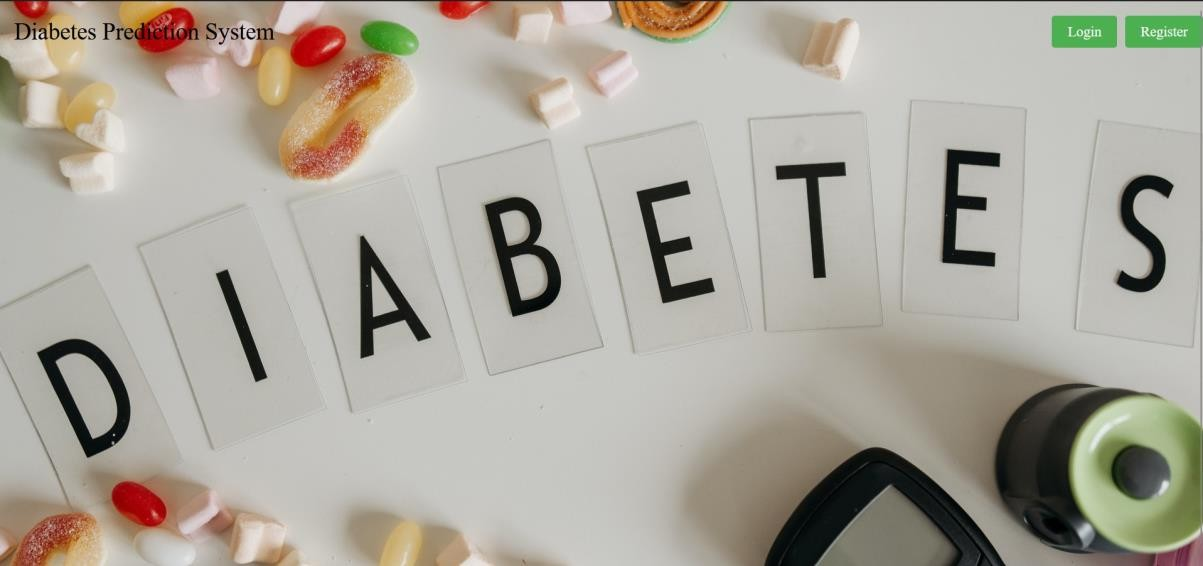 Diabetes Prediction System
Login Register
DIABETES